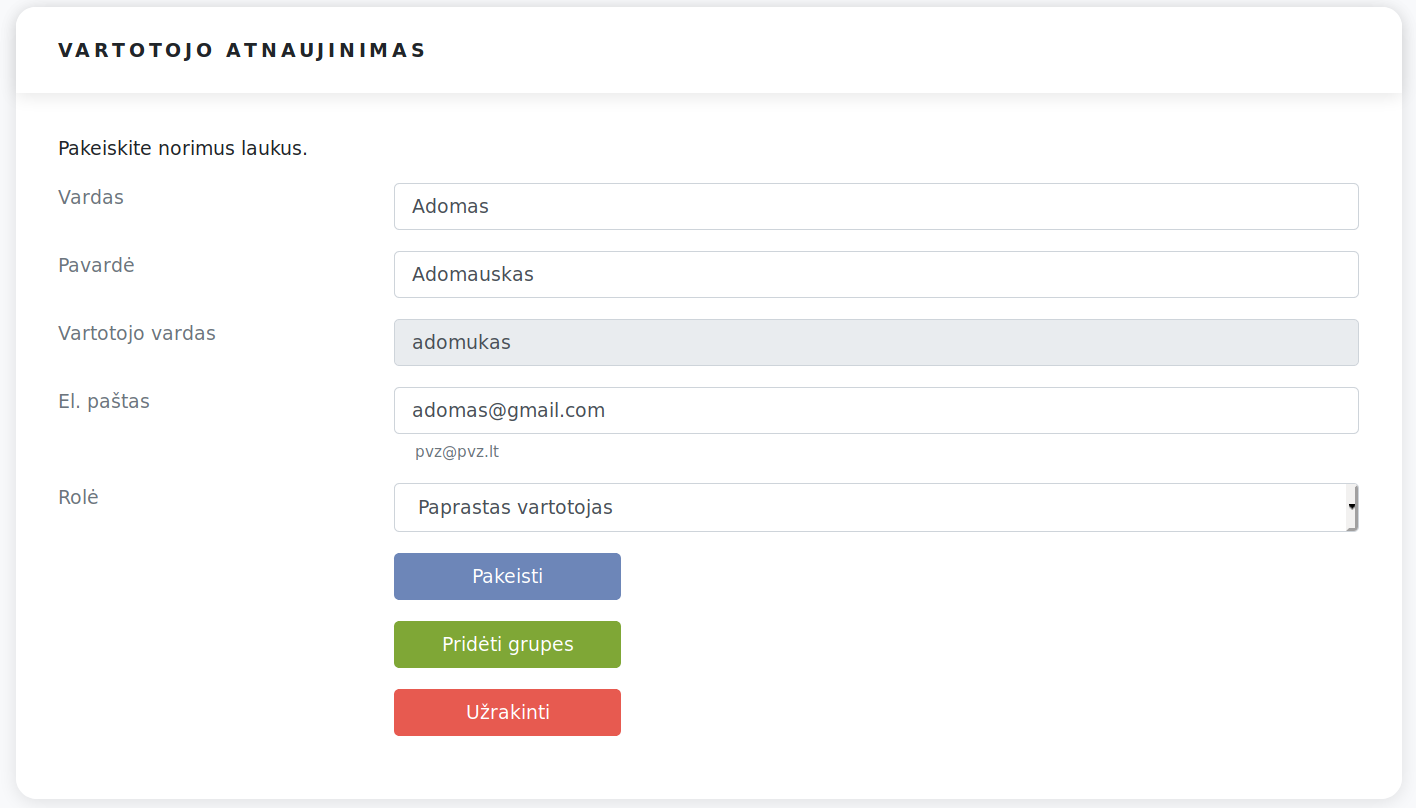 VARTOTOJO ATNAUJINIMAS
Pakeiskite norimus laukus.
Vardas
Adomas
Pavardė
Adomauskas
Vartotojo vardas
adomukas
El. paštas
adomas@gmail.com
pvz@pvz.lt
Rolė
Paprastas vartotojas
Pakeisti
Pridėti grupes
Užrakinti